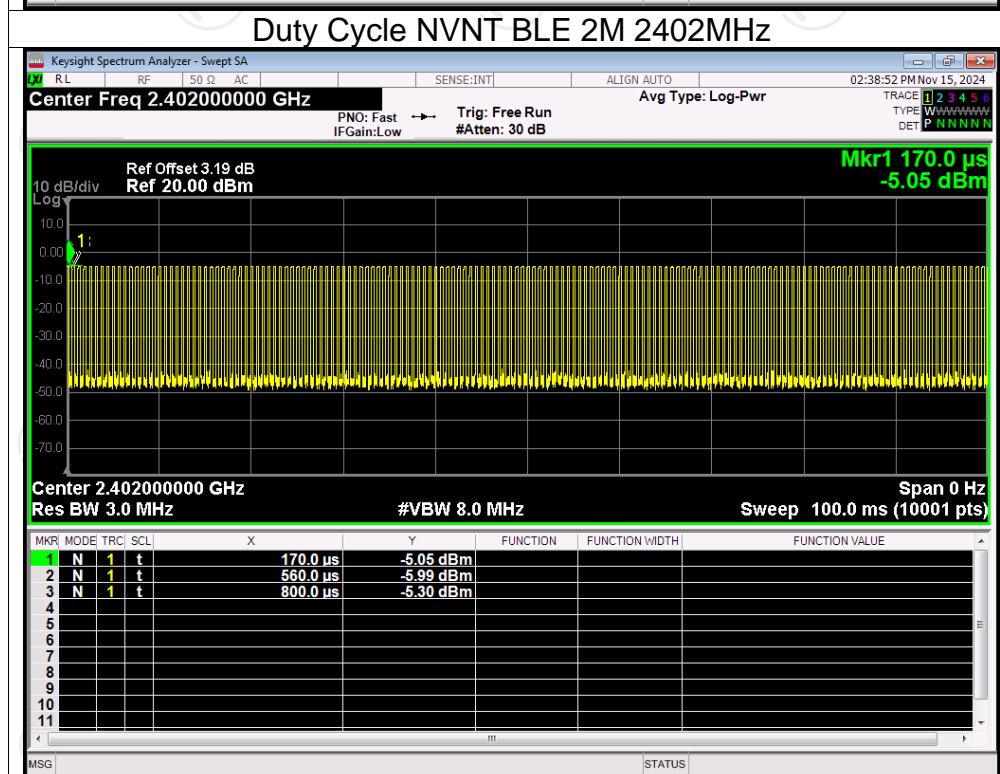 Duty Cycle NVNT BLE 2M 2402MHz
Keysight Spectrum Analyzer - Swept SA
LXI RL RF 50 Ω AC SENSE:INT ALIGN AUTO 02:38:52 PM Nov 15, 2024
Center Freq 2.402000000 GHz Avg Type: Log-Pwr TRACE 1 2 3 4 5 6
PNO: Fast Trig: Free Run TYPE WWWWWW
IFGain:Low #Atten: 30 dB DET P N N N N N
Mkr1 170.0 µs
Ref Offset 3.19 dB
10 dB/div Ref 20.00 dBm -5.05 dBm
Log
10.0
1
0.00
-10.0
-20.0
-30.0
-40.0
-50.0
-60.0
-70.0
Center 2.402000000 GHz Span 0 Hz
Res BW 3.0 MHz #VBW 8.0 MHz Sweep 100.0 ms (10001 pts)
MKR MODE TRC SCL X Y FUNCTION FUNCTION WIDTH FUNCTION VALUE
1 N 1 t 170.0 µs -5.05 dBm
2 N 1 t 560.0 µs -5.99 dBm
3 N 1 t 800.0 µs -5.30 dBm
4
5
6
7
8
9
10
11
MSG STATUS